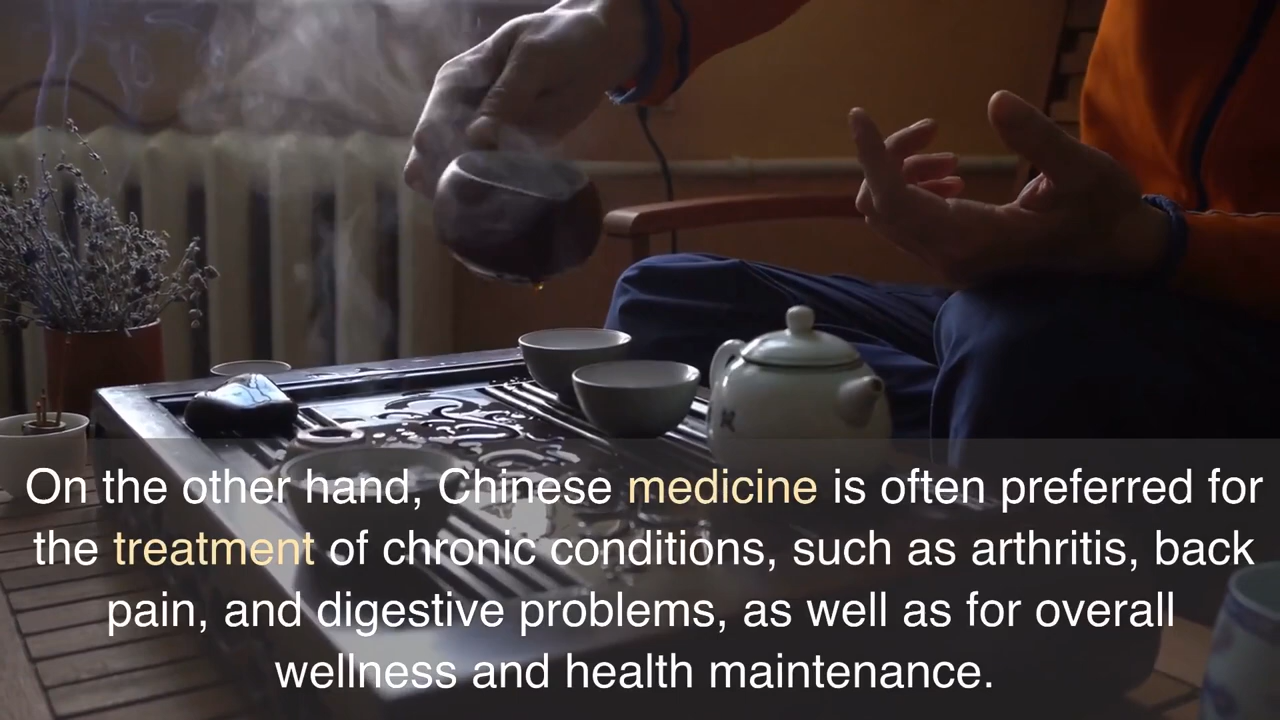 On the other hand, Chinese medicine is often preferred for
the treatment of chronic conditions, such as arthritis, back
pain, and digestive problems, as well as for overall
wellness and health maintenance.